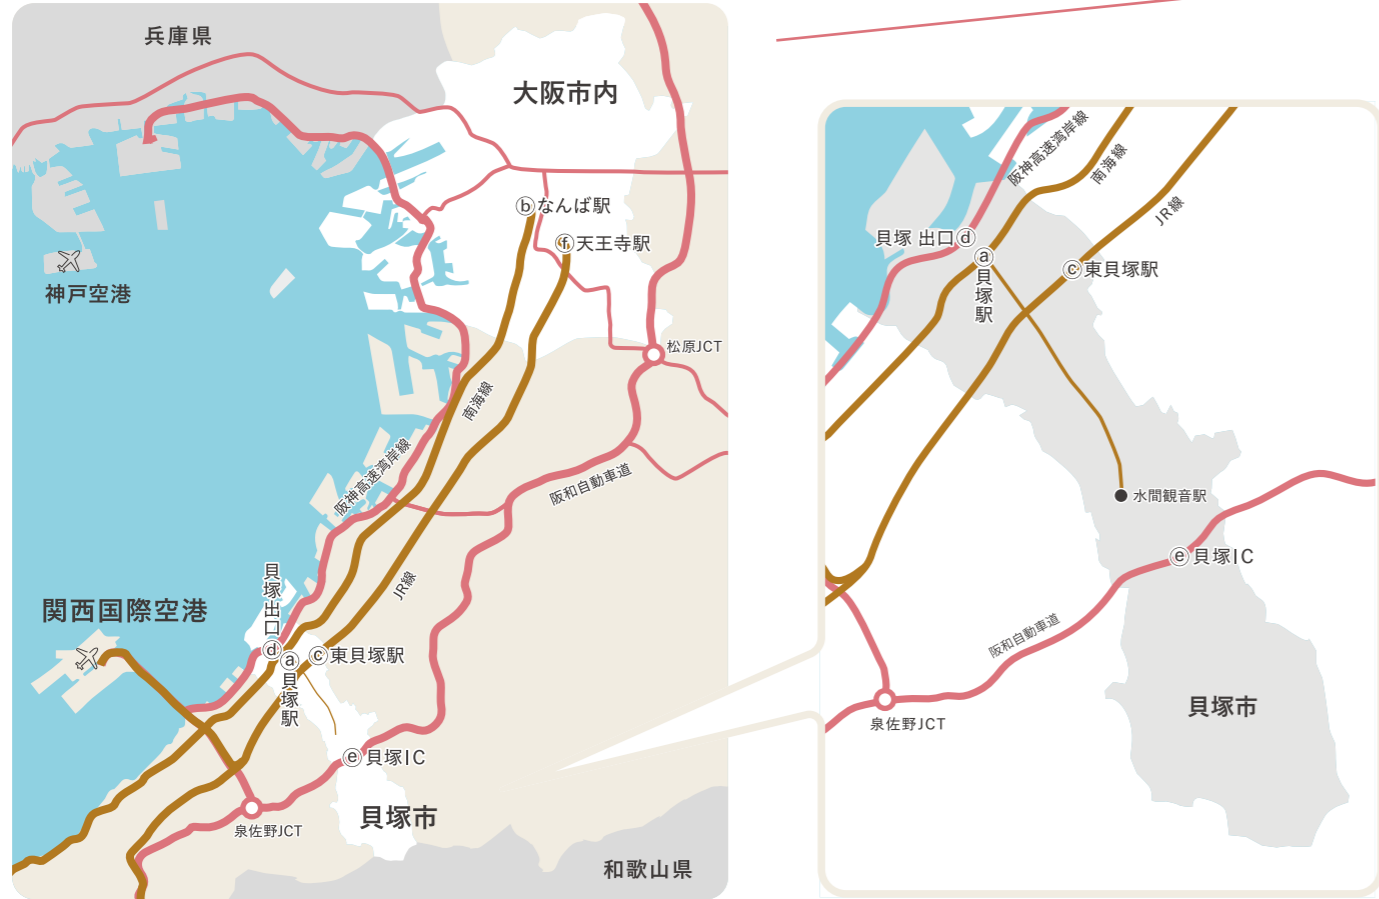 兵庫県
大阪市内
ⓑなんば駅
ⓕ天王寺駅
神戸空港
松原JCT
南海線
阪神高速湾岸線
阪和自動車道
JR線
貝塚出口
ⓓ
関西国際空港
ⓐ
貝塚駅
ⓒ東貝塚駅
ⓔ貝塚IC
貝塚市
泉佐野JCT
和歌山県
阪神高速湾岸線
南海線
JR線
貝塚 出口ⓓ
ⓐ
貝塚駅
ⓒ東貝塚駅
水間観音駅
ⓔ貝塚IC
阪和自動車道
貝塚市
泉佐野JCT